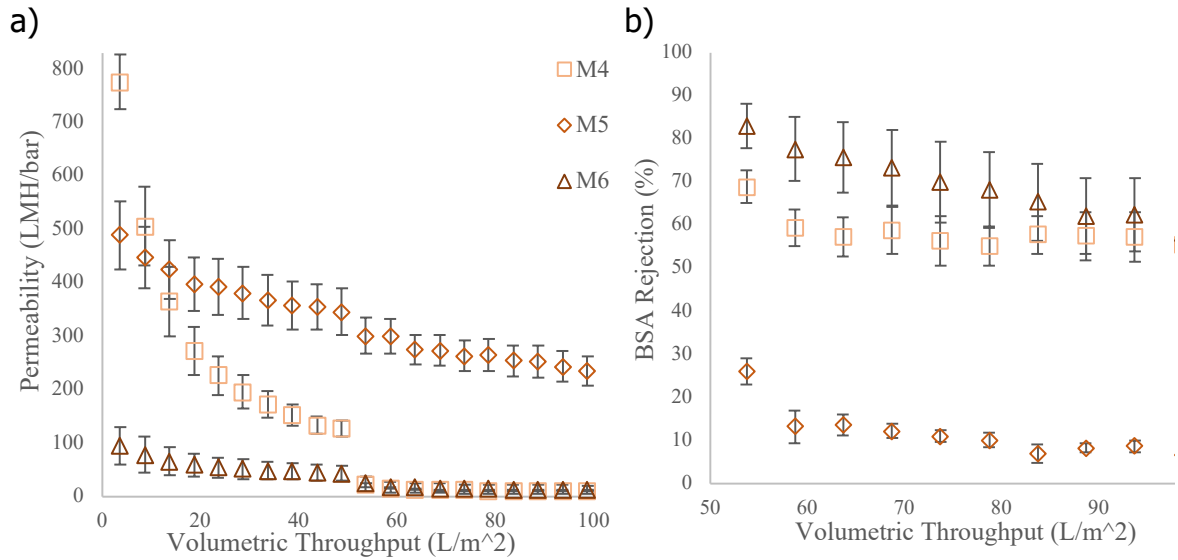 a)
Permeability (LMH/bar)
800
700
600
500
400
300
200
100
0
0 20 40 60 80 100
Volumetric Throughput (L/m^2)
M4
M5
M6
b)
BSA Rejection (%)
100
90
80
70
60
50
40
30
20
10
0
50 60 70 80 90
Volumetric Throughput (L/m^2)